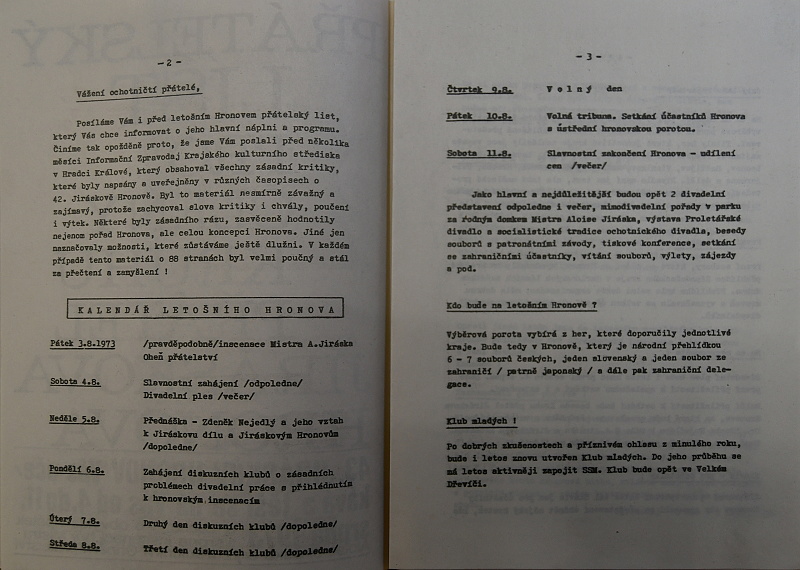 - 2 -
Vážení ochotničtí přátelé,
Posíláme Vám i před letošním Hronovem přátelský list,
který Vás chce informovat o jeho hlavní náplni a programu.
Činíme tak opožděně proto, že jsme Vám poslali před několika
měsíci Informační Zpravodaj Krajského kulturního střediska
v Hradci Králové, který obsahoval všechny zásadní kritiky,
které byly napsány a uveřejněny v různých časopisech o
42. Jiráskově Hronově. Byl to materiál nesmírně závažný a
zajímavý, protože zachycoval slova kritiky i chvály, poučení
i výtek. Některé byly zásadního rázu, zasvěceně hodnotily
nejenom pořad Hronova, ale celou koncepci Hronova. Jiné jen
naznačovaly možnosti, které zůstáváme ještě dlužni. V každém
případě tento materiál o 88 stranách byl velmi poučný a stál
za přečtení a zamyšlení !
KALENDÁŘ LETOŠNÍHO HRONOVA
Pátek 3.8.1973 /pravděpodobně/inscenace Mistra A.Jiráska
Oheň přátelství
Sobota 4.8. Slavnostní zahájení /odpoledne/
Divadelní ples /večer/
Neděle 5.8. Přednáška - Zdeněk Nejedlý a jeho vztah
k Jiráskovu dílu a Jiráskovým Hronovům
/dopoledne/
Pondělí 6.8. Zahájení diskuzních klubů o zásadních
problémech divadelní práce s přihlédnutím
k hronovským inscenacím
Úterý 7.8. Druhý den diskuzních klubů /dopoledne/
Středa 8.8. Třetí den diskuzních klubů /dopoledne/
- 3 -
Čtvrtek 9.8. V o l n ý den
Pátek 10.8. Volná tribuna. Setkání účastníků Hronova
s ústřední hronovskou porotou.
Sobota 11.8. Slavnostní zakončení Hronova - udílení
cen /večer/
Jako hlavní a nejdůležitější budou opět 2 divadelní
představení odpoledne i večer, mimodivadelní pořady v parku
za rodným domkem Mistra Aloise Jiráska, výstava Proletářské
divadlo a socialistické tradice ochotnického divadla, besedy
souborů s patronátními závody, tiskové konference, setkání
se zahraničními účastníky, vítání souborů, výlety, zájezdy
a pod.
Kdo bude na letošním Hronově ?
Výběrová porota vybírá z her, které doporučily jednotlivé
kraje. Bude tedy v Hronově, který je národní přehlídkou
6 - 7 souborů českých, jeden slovenský a jeden soubor ze
zahraničí / patrně japonský / a dále pak zahraniční dele-
gace.
Klub mladých !
Po dobrých zkušenostech a příznivém ohlasu z minulého roku,
bude i letos znovu utvořen Klub mladých. Do jeho průběhu se
má letos aktivněji zapojit SSM. Klub bude opět ve Velkém
Dřevíči.